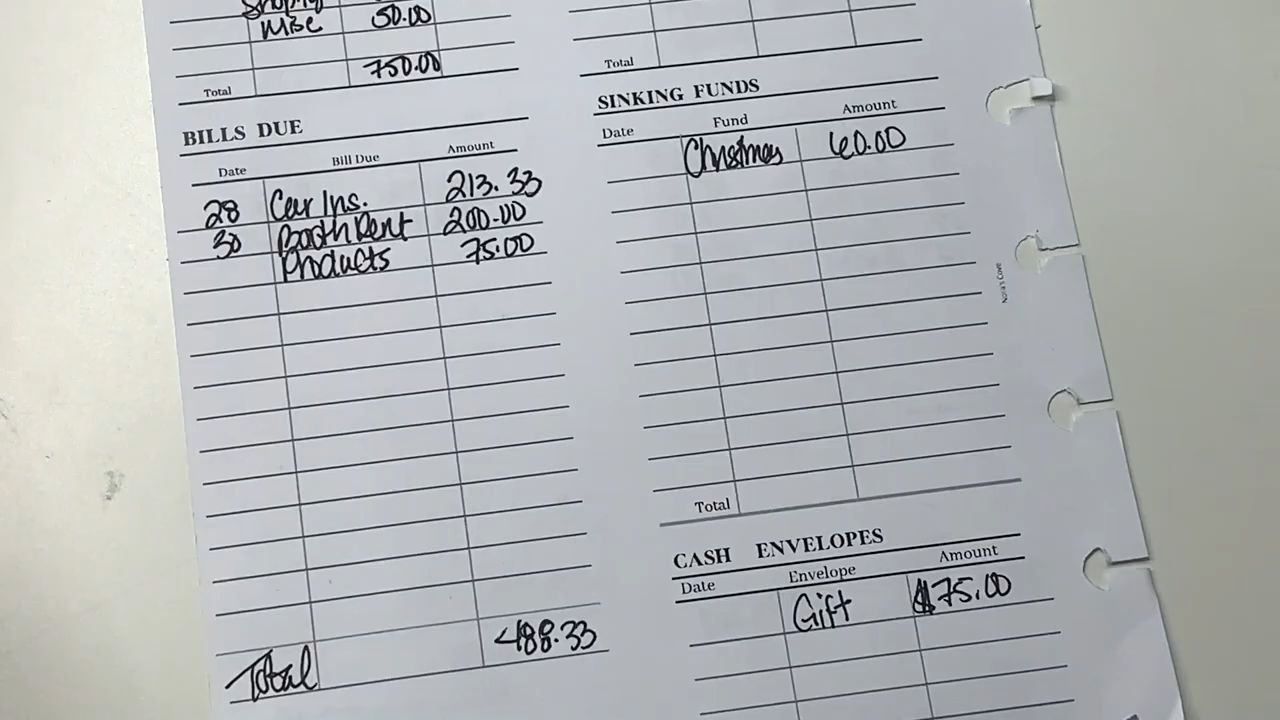 Shoping
Misc 50.00
750.00
Total
BILLS DUE
Date Bill Due Amount
28 Car Ins. 213.33
30 Booth Rent 200.00
Products 75.00
Total 488.33
Total
SINKING FUNDS
Date Fund Amount
Christmas 60.00
Total
CASH ENVELOPES
Date Envelope Amount
Gift $75.00